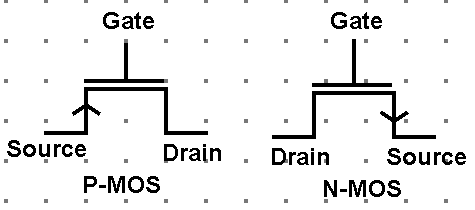 Gate
Source
Drain
P-MOS
Gate
Drain
Source
N-MOS